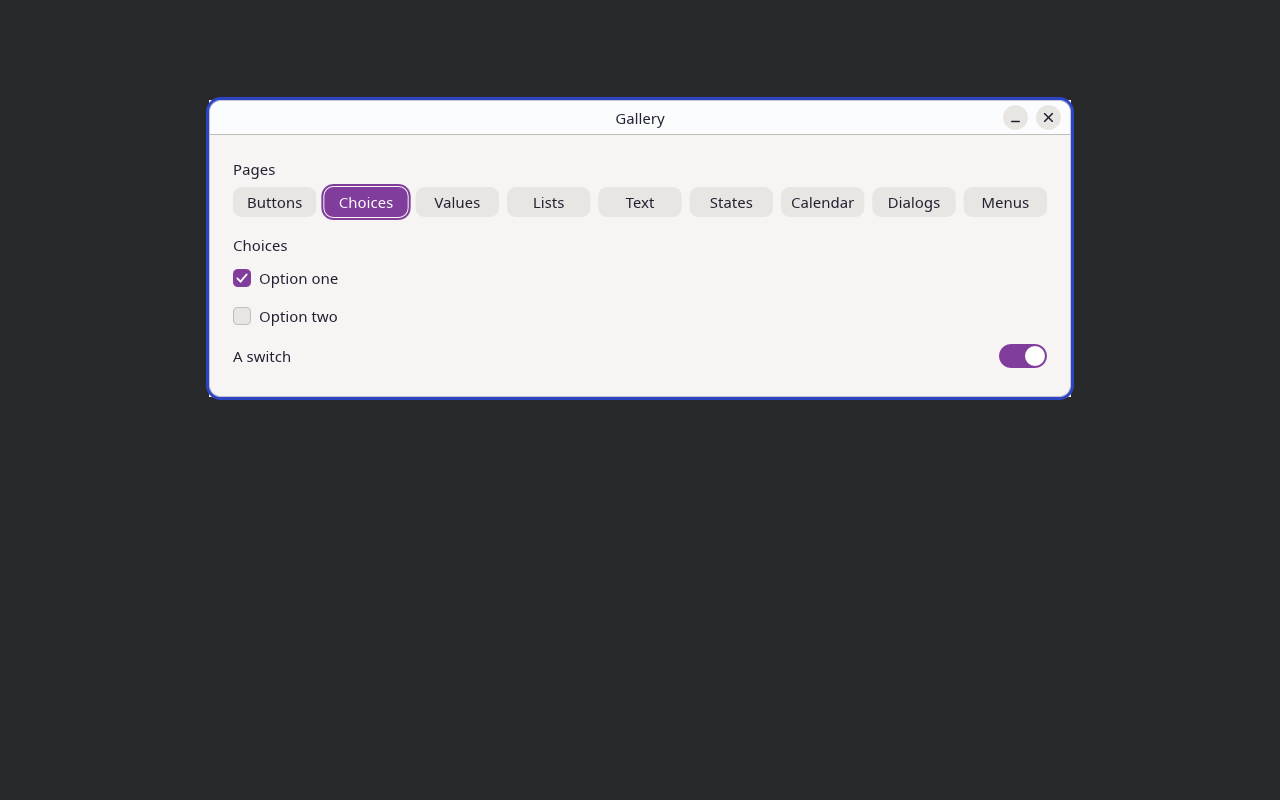 Gallery
Pages
Buttons Choices Values Lists Text States Calendar Dialogs Menus
Choices
Option one
Option two
A switch